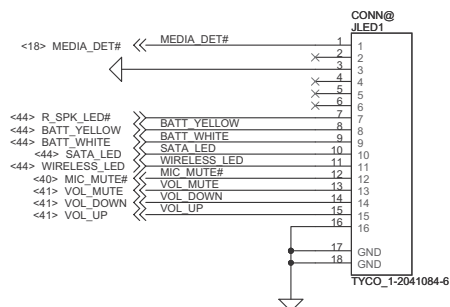 CONN@
JLED1
<18> MEDIA_DET# MEDIA_DET# 1 1
2 2
3 3
4 4
5 5
6 6
<44> R_SPK_LED# 7 7
<44> BATT_YELLOW BATT_YELLOW 8 8
<44> BATT_WHITE BATT_WHITE 9 9
<44> SATA_LED SATA_LED 10 10
<44> WIRELESS_LED WIRELESS_LED 11 11
<40> MIC_MUTE# MIC_MUTE# 12 12
<41> VOL_MUTE VOL_MUTE 13 13
<41> VOL_DOWN VOL_DOWN 14 14
<41> VOL_UP VOL_UP 15 15
16 16
17 GND
18 GND
TYCO_1-2041084-6